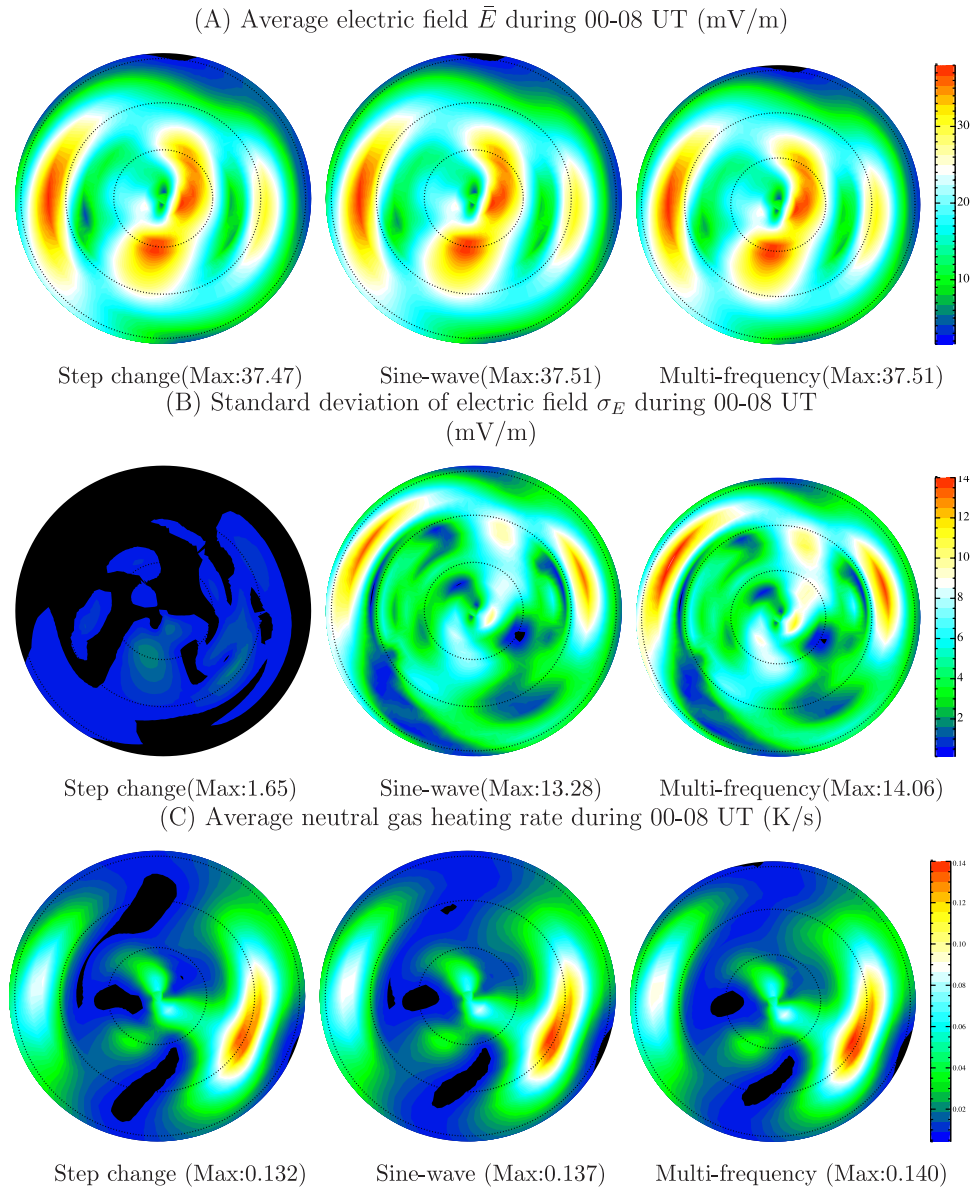 (A) Average electric field $\bar{E}$ during 00-08 UT (mV/m)
30
20
10
Step change(Max:37.47)
Sine-wave(Max:37.51)
Multi-frequency(Max:37.51)
(B) Standard deviation of electric field $\sigma_E$ during 00-08 UT
(mV/m)
14
12
10
8
6
4
2
Step change(Max:1.65)
Sine-wave(Max:13.28)
Multi-frequency(Max:14.06)
(C) Average neutral gas heating rate during 00-08 UT (K/s)
0.14
0.12
0.10
0.08
0.06
0.04
0.02
Step change (Max:0.132)
Sine-wave (Max:0.137)
Multi-frequency (Max:0.140)